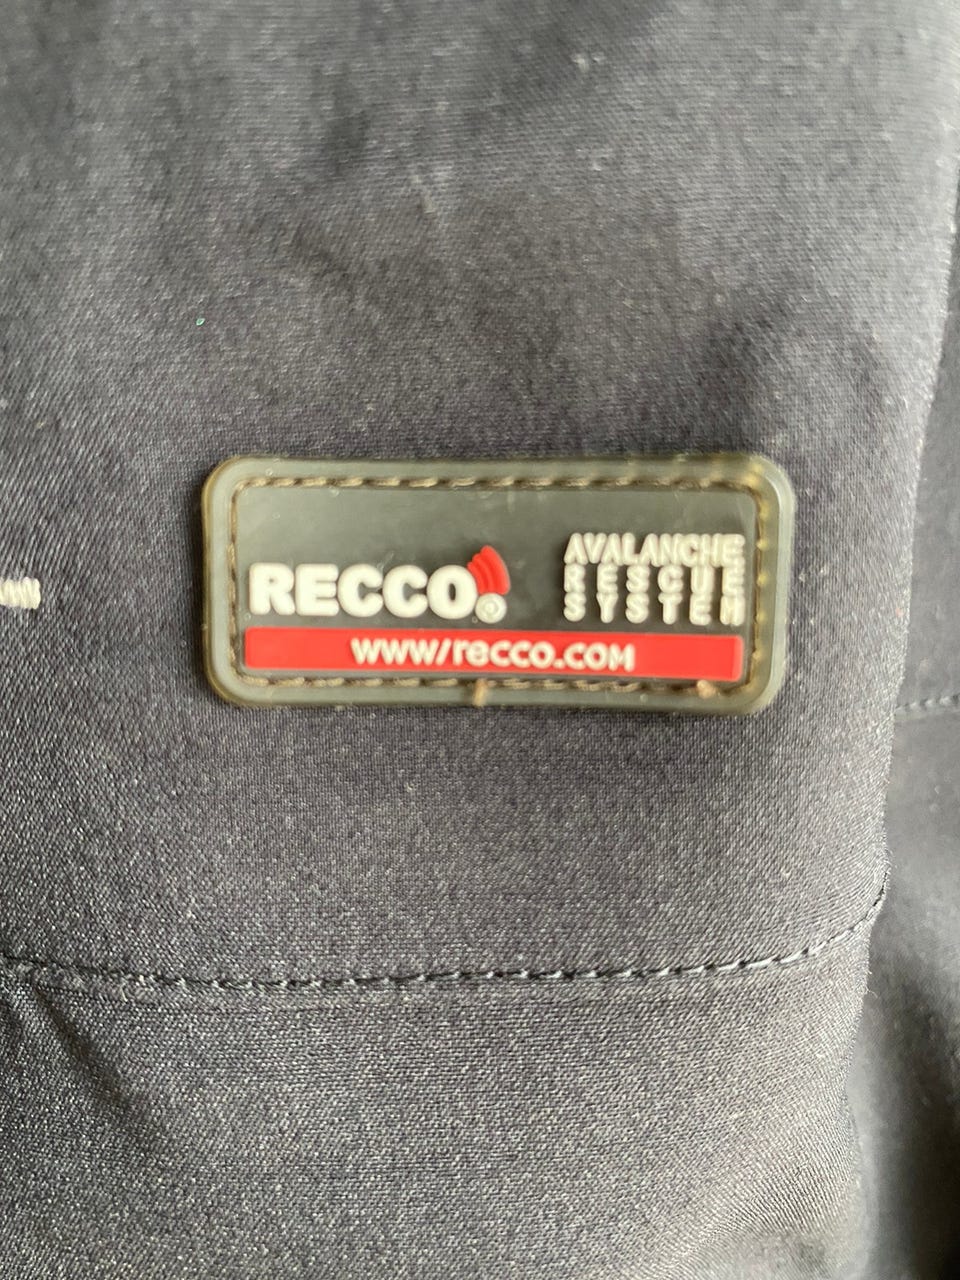 RECCO
AVALANCHE
RESCUE
SYSTEM
www/recco.com